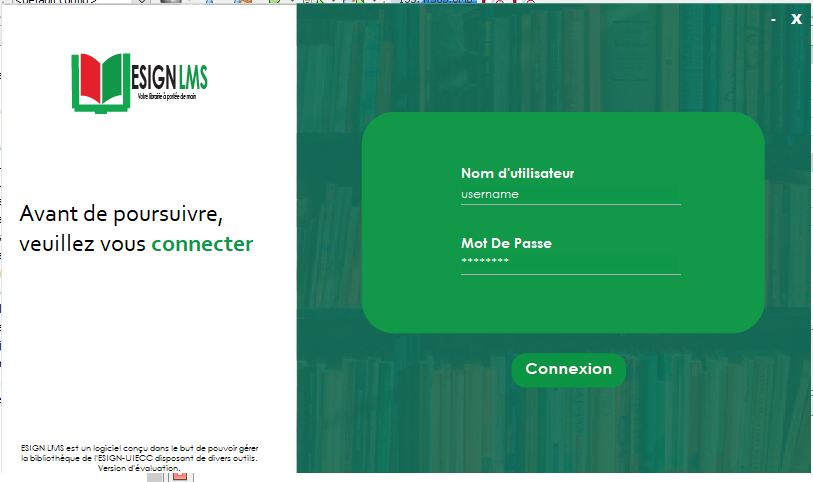 - X
ESIGN LMS
Votre librairie à portée de main
Avant de poursuivre,
veuillez vous connecter
Nom d'utilisateur
username
Mot De Passe
********
Connexion
ESIGN LMS est un logiciel conçu dans le but de pouvoir gérer
la bibliothèque de l'ESIGN-UIECC disposant de divers outils.
Version d'évaluation.